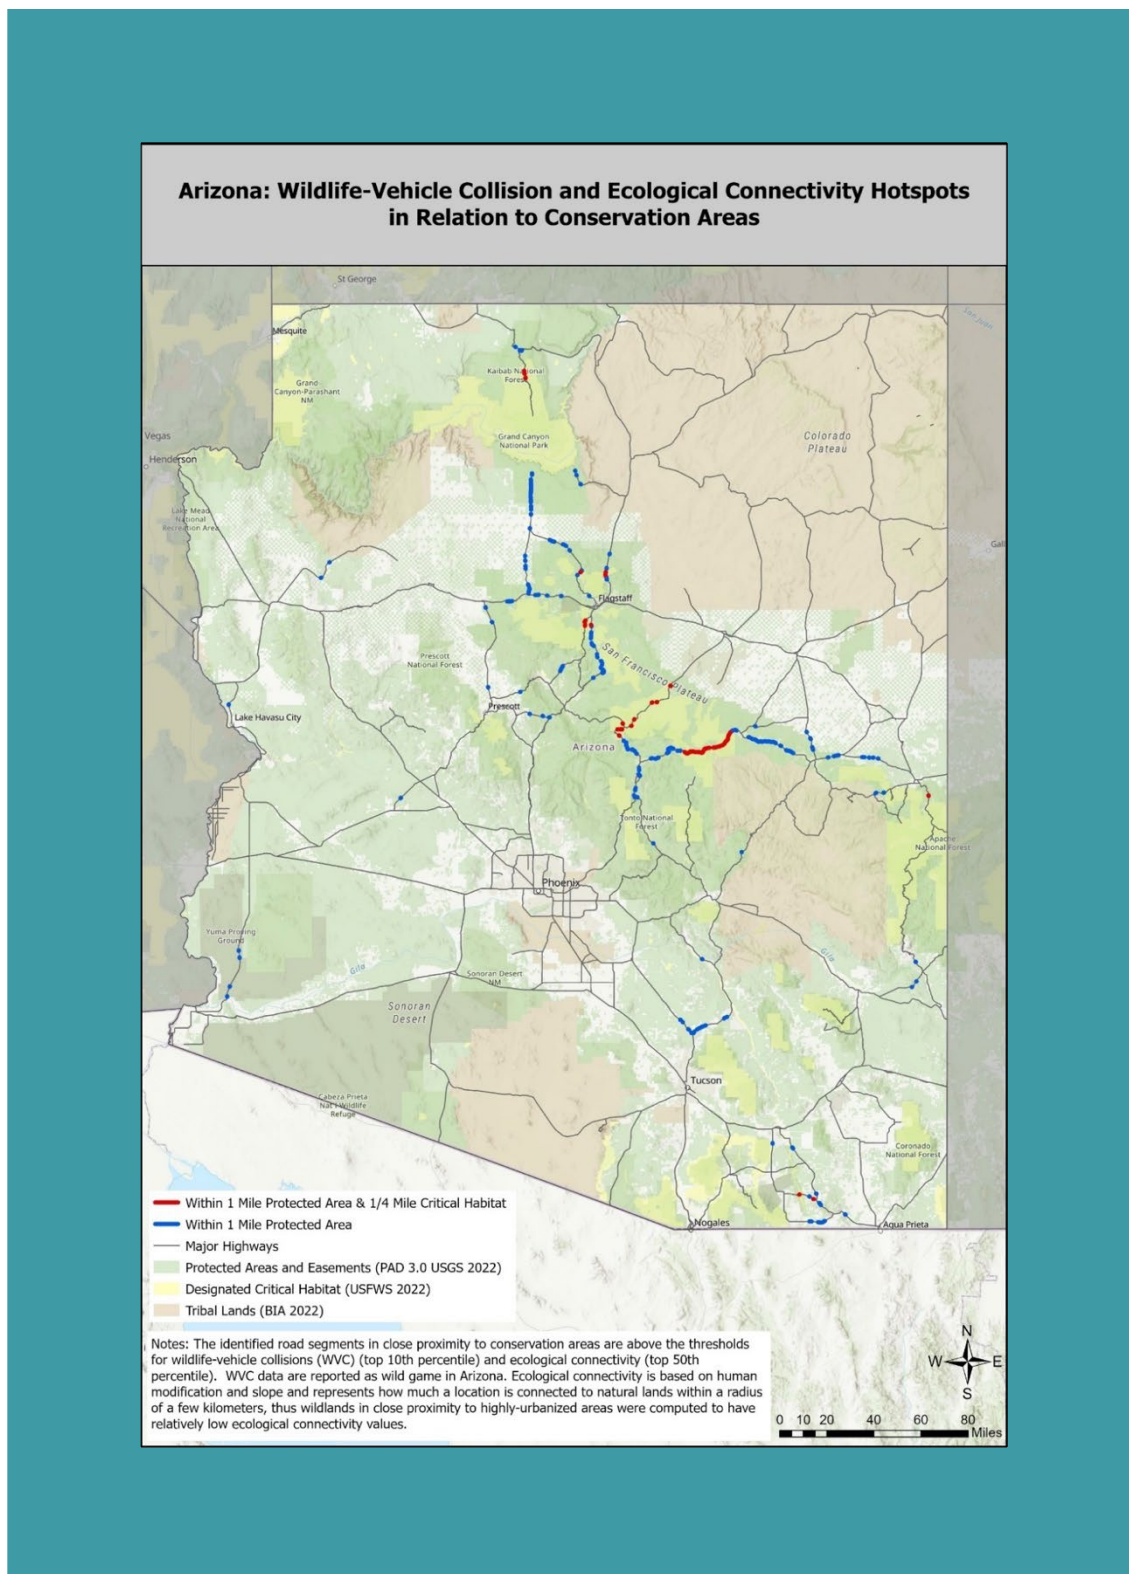 Arizona: Wildlife-Vehicle Collision and Ecological Connectivity Hotspots
in Relation to Conservation Areas
St George
Mesquite
Kaibab National
Forest
Grand
Canyon-Parashant
NM
Grand Canyon
National Park
Colorado
Plateau
Vegas
Henderson
San Juan
Lake Mead
National
Recreation Area
Gal
Flagstaff
San Francisco Plateau
Prescott
National Forest
Prescott
Lake Havasu City
Arizona
Tonto National
Forest
Apache
National Forest
Phoenix
Yuma Proving
Ground
Gila
Gila
Sonoran Desert
NM
Sonoran
Desert
Tucson
Cabeza Prieta
Nat'l Wildlife
Refuge
Coronado
National Forest
Nogales
Aqua Prieta
Within 1 Mile Protected Area & 1/4 Mile Critical Habitat
Within 1 Mile Protected Area
Major Highways
Protected Areas and Easements (PAD 3.0 USGS 2022)
Designated Critical Habitat (USFWS 2022)
Tribal Lands (BIA 2022)
Notes: The identified road segments in close proximity to conservation areas are above the thresholds
for wildlife-vehicle collisions (WVC) (top 10th percentile) and ecological connectivity (top 50th
percentile). WVC data are reported as wild game in Arizona. Ecological connectivity is based on human
modification and slope and represents how much a location is connected to natural lands within a radius
of a few kilometers, thus wildlands in close proximity to highly-urbanized areas were computed to have
relatively low ecological connectivity values.
N
W E
S
0 10 20 40 60 80
Miles